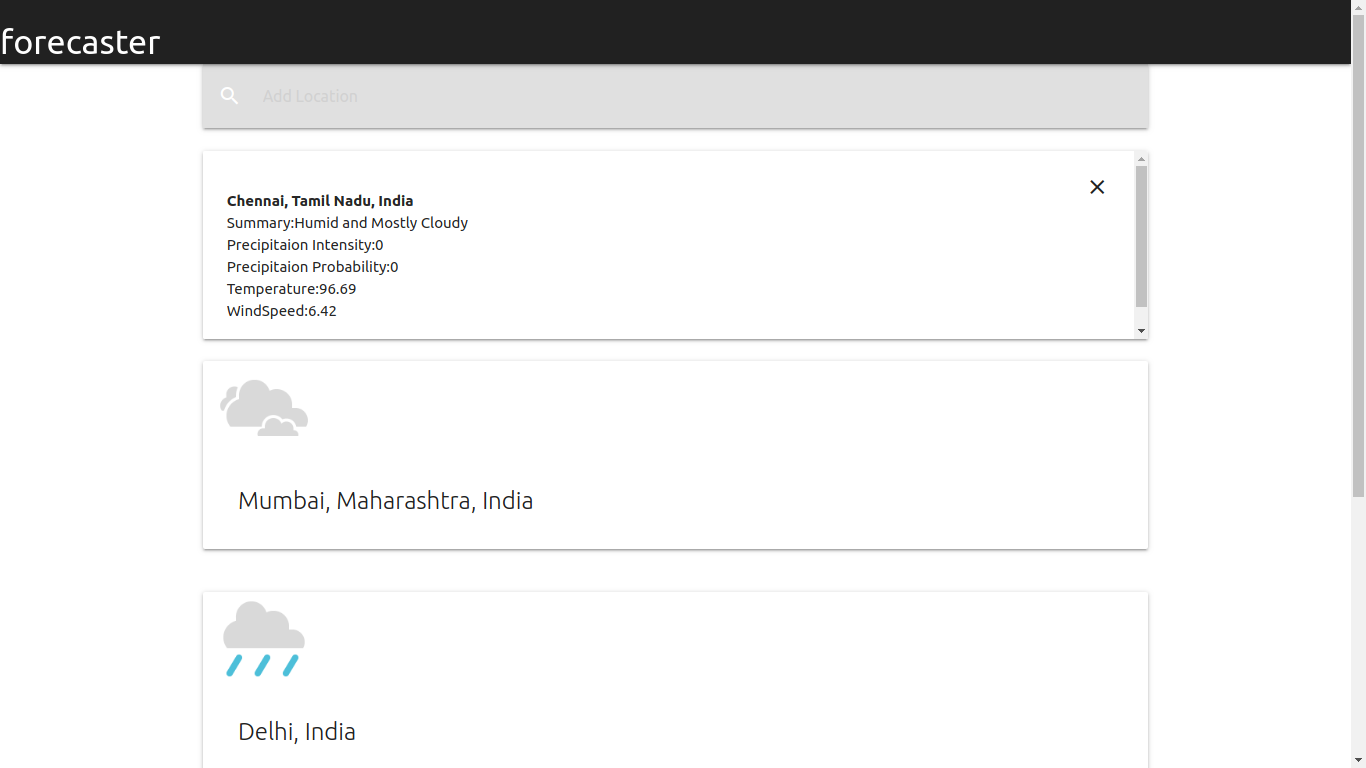 forecaster
Add Location
Chennai, Tamil Nadu, India
Summary:Humid and Mostly Cloudy
Precipitaion Intensity:0
Precipitaion Probability:0
Temperature:96.69
WindSpeed:6.42
Mumbai, Maharashtra, India
Delhi, India